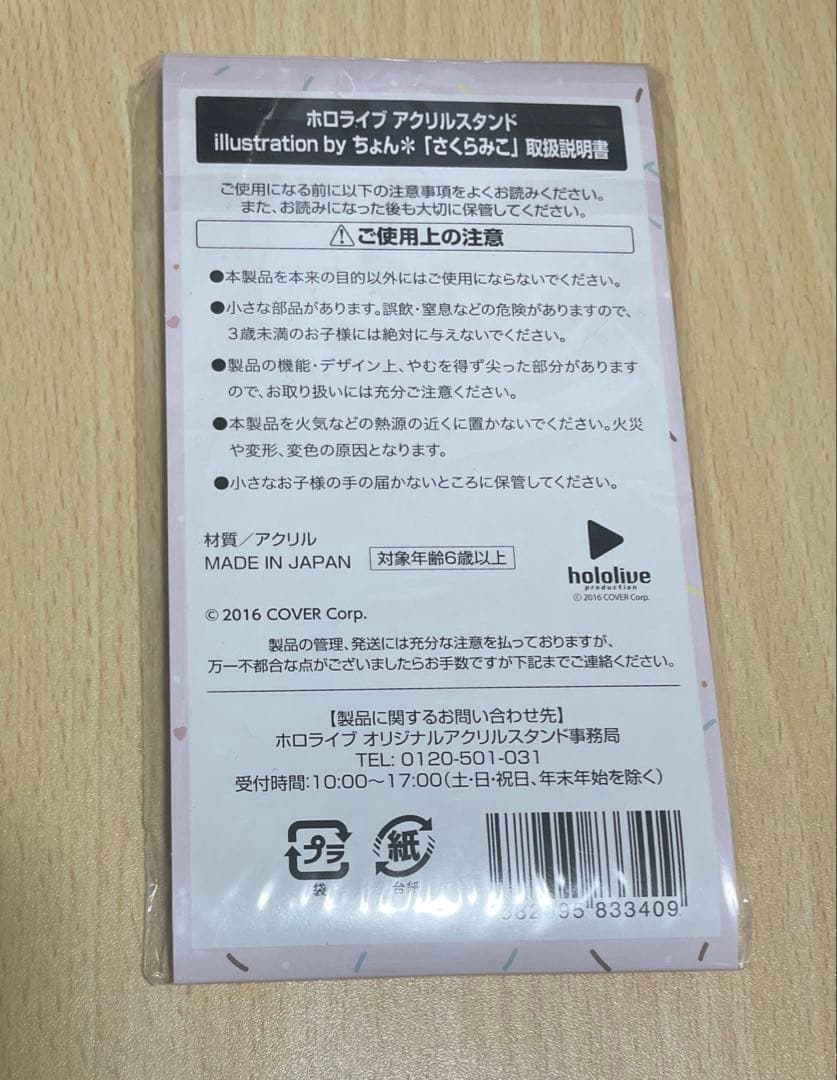 ホロライブ アクリルスタンド
illustration by ちょん＊「さくらみこ」取扱説明書
ご使用になる前に以下の注意事項をよくお読みください。
また、お読みになった後も大切に保管してください。
⚠ご使用上の注意
●本製品を本来の目的以外にはご使用にならないでください。
●小さな部品があります。誤飲・窒息などの危険がありますので、
3歳未満のお子様には絶対に与えないでください。
●製品の機能・デザイン上、やむを得ず尖った部分があります
ので、お取り扱いには充分ご注意ください。
●本製品を火気などの熱源の近くに置かないでください。火災
や変形、変色の原因となります。
●小さなお子様の手の届かないところに保管してください。
材質／アクリル
MADE IN JAPAN 対象年齢6歳以上
hololive
production
© 2016 COVER Corp.
© 2016 COVER Corp.
製品の管理、発送には充分な注意を払っておりますが、
万一不都合な点がございましたらお手数ですが下記までご連絡ください。
【製品に関するお問い合わせ先】
ホロライブ オリジナルアクリルスタンド事務局
TEL: 0120-501-031
受付時間：10:00～17:00（土・日・祝日、年末年始を除く）
プラ
袋
紙
台紙
833409